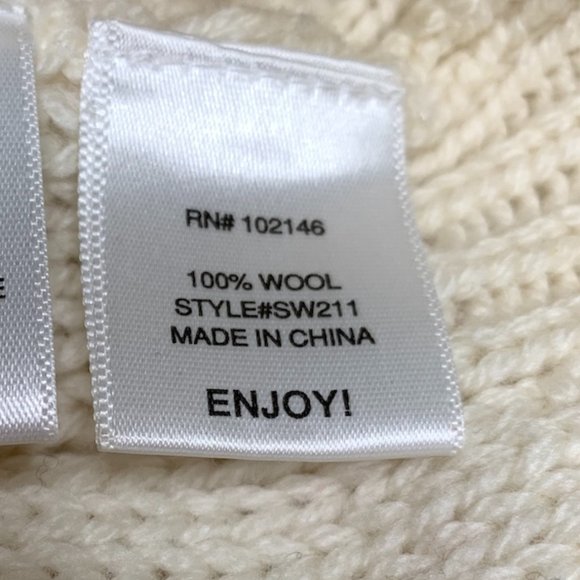 RN# 102146
100% WOOL
STYLE#SW211
MADE IN CHINA
ENJOY!